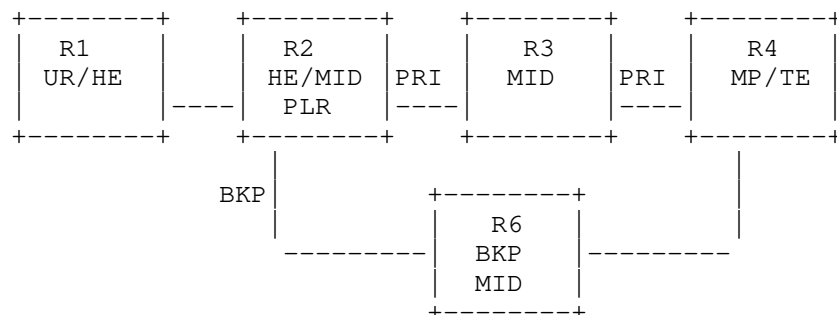 R1 R2 R3 R4
UR/HE HE/MID PRI MID PRI MP/TE
PLR
BKP
R6
BKP
MID